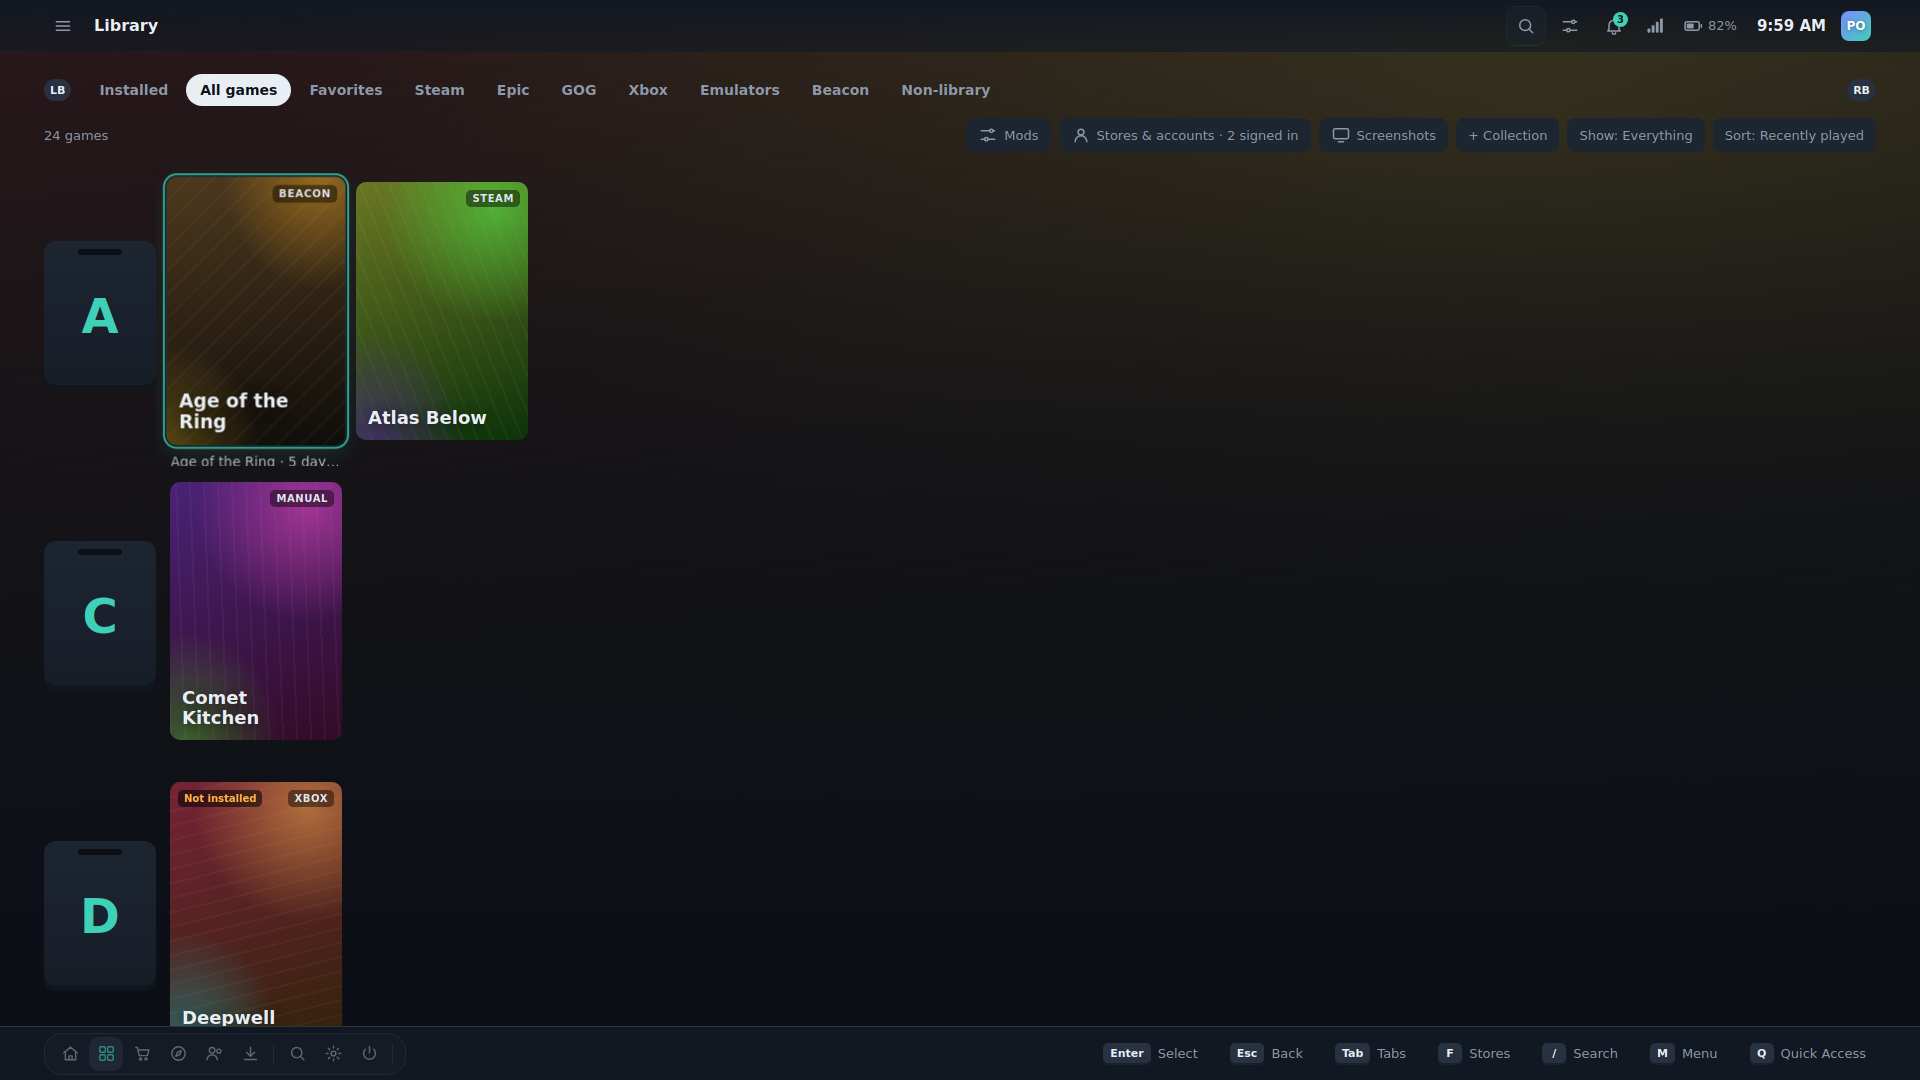 Library
3
82%
9:59 AM
PO
LB
Installed
All games
Favorites
Steam
Epic
GOG
Xbox
Emulators
Beacon
Non-library
RB
24 games
Mods
Stores & accounts · 2 signed in
Screenshots
+ Collection
Show: Everything
Sort: Recently played
A
BEACON
Age of the
Ring
Age of the Ring · 5 day…
STEAM
Atlas Below
C
MANUAL
Comet
Kitchen
D
Not installed
XBOX
Deepwell
Enter Select
Esc Back
Tab Tabs
F Stores
/ Search
M Menu
Q Quick Access